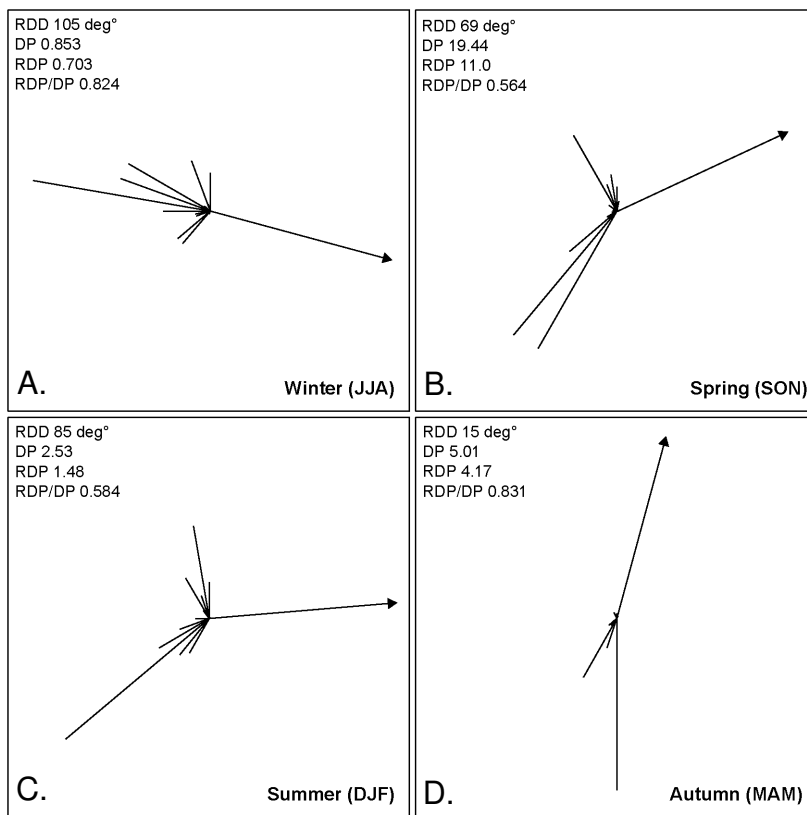 RDD 105 deg°
DP 0.853
RDP 0.703
RDP/DP 0.824
A.
Winter (JJA)
RDD 69 deg°
DP 19.44
RDP 11.0
RDP/DP 0.564
B.
Spring (SON)
RDD 85 deg°
DP 2.53
RDP 1.48
RDP/DP 0.584
C.
Summer (DJF)
RDD 15 deg°
DP 5.01
RDP 4.17
RDP/DP 0.831
D.
Autumn (MAM)